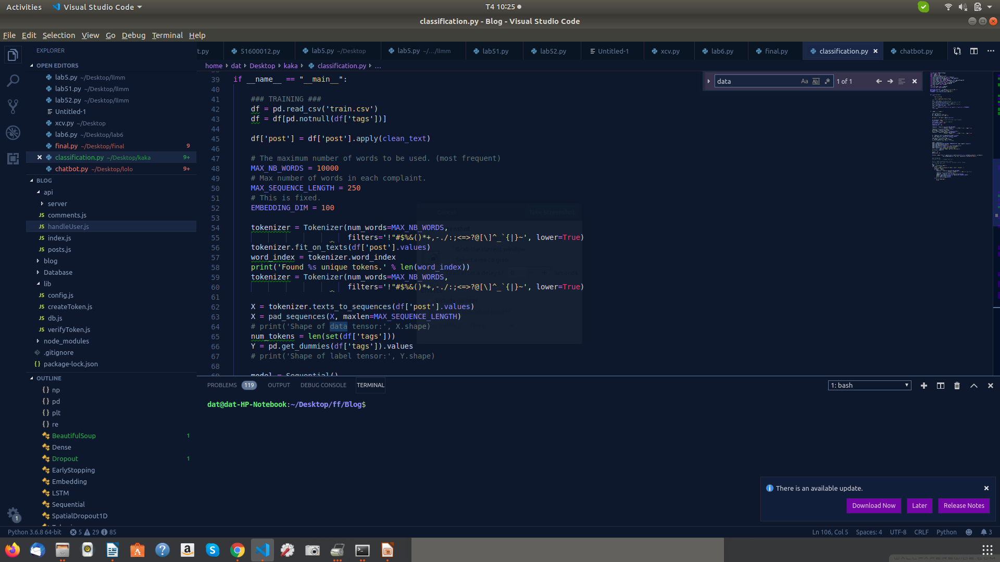 Activities Visual Studio Code T4 10:25
classification.py - Blog - Visual Studio Code
File Edit Selection View Go Debug Terminal Help
EXPLORER
OPEN EDITORS
lab5.py ~/Desktop/llmm
lab51.py ~/Desktop/llmm
lab52.py ~/Desktop/llmm
Untitled-1
xcv.py ~/Desktop
lab6.py ~/Desktop/lab6
final.py ~/Desktop/final 9
classification.py ~/Desktop/kaka 9+
chatbot.py ~/Desktop/lolo 9+
BLOG
api
server
JS comments.js
JS handleUser.js
JS index.js
JS posts.js
blog
Database
lib
JS config.js
JS createToken.js
JS db.js
JS verifyToken.js
node_modules
.gitignore
{} package-lock.json
OUTLINE
{} np
{} pd
{} plt
{} re
BeautifulSoup 1
Dense
Dropout 1
EarlyStopping
Embedding
LSTM
Sequential
SpatialDropout1D
1
t.py 51600012.py lab5.py ~/Desktop lab5.py ~/.../llmm lab51.py lab52.py Untitled-1 xcv.py lab6.py final.py classification.py chatbot.py
home dat Desktop kaka classification.py ...
data Aa Abl .* 1 of 1
39 if __name__ == "__main__":
40
41 ### TRAINING ###
42 df = pd.read_csv('train.csv')
43 df = df[pd.notnull(df['tags'])]
44
45 df['post'] = df['post'].apply(clean_text)
46
47 # The maximum number of words to be used. (most frequent)
48 MAX_NB_WORDS = 10000
49 # Max number of words in each complaint.
50 MAX_SEQUENCE_LENGTH = 250
51 # This is fixed.
52 EMBEDDING_DIM = 100
53
54 tokenizer = Tokenizer(num_words=MAX_NB_WORDS,
55 filters='!"#$%&()*+,-./:;<=>?@[\]^_`{|}~', lower=True)
56 tokenizer.fit_on_texts(df['post'].values)
57 word_index = tokenizer.word_index
58 print('Found %s unique tokens.' % len(word_index))
59 tokenizer = Tokenizer(num_words=MAX_NB_WORDS,
60 filters='!"#$%&()*+,-./:;<=>?@[\]^_`{|}~', lower=True)
61
62 X = tokenizer.texts_to_sequences(df['post'].values)
63 X = pad_sequences(X, maxlen=MAX_SEQUENCE_LENGTH)
64 # print('Shape of data tensor:', X.shape)
65 num_tokens = len(set(df['tags']))
66 Y = pd.get_dummies(df['tags']).values
67 # print('Shape of label tensor:', Y.shape)
68
69 model = Sequential()
PROBLEMS 119 OUTPUT DEBUG CONSOLE TERMINAL 1: bash
dat@dat-HP-Notebook:~/Desktop/ff/Blog$
There is an available update.
Download Now Later Release Notes
Python 3.6.8 64-bit 5 29 85 Ln 106, Col 5 Spaces: 4 UTF-8 CRLF Python 3